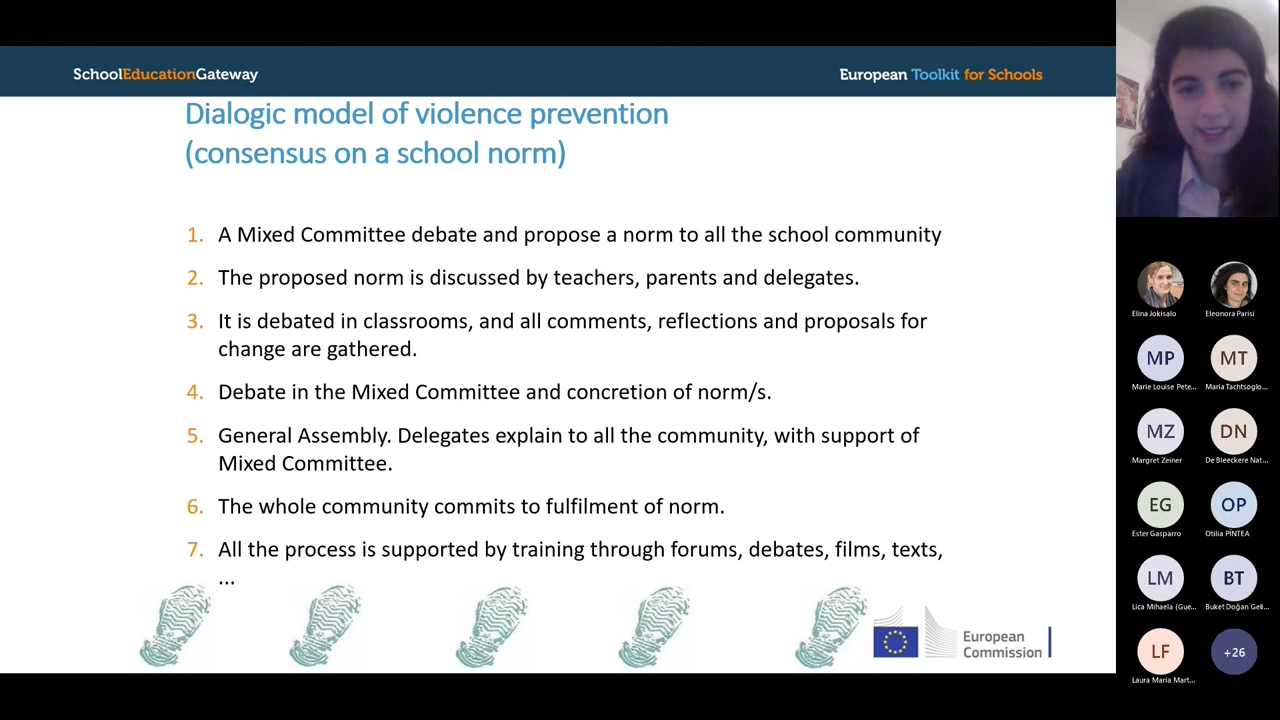 SchoolEducationGateway
European Toolkit for Schools
Dialogic model of violence prevention
(consensus on a school norm)
1. A Mixed Committee debate and propose a norm to all the school community
2. The proposed norm is discussed by teachers, parents and delegates.
3. It is debated in classrooms, and all comments, reflections and proposals for
change are gathered.
4. Debate in the Mixed Committee and concretion of norm/s.
5. General Assembly. Delegates explain to all the community, with support of
Mixed Committee.
6. The whole community commits to fulfilment of norm.
7. All the process is supported by training through forums, debates, films, texts,
...
European
Commission
Elina Jokisalo
Eleonora Parisi
MP
MT
Marie Louise Pete...
Maria Tachtsoglo...
MZ
DN
Margret Zeiner
De Bleeckere Nat...
EG
OP
Ester Gasparro
Otilia PÎNTEA
LM
BT
Lica Mihaela (Gue...
Buket Doğan Geli...
LF
+26
Laura Maria Mart...